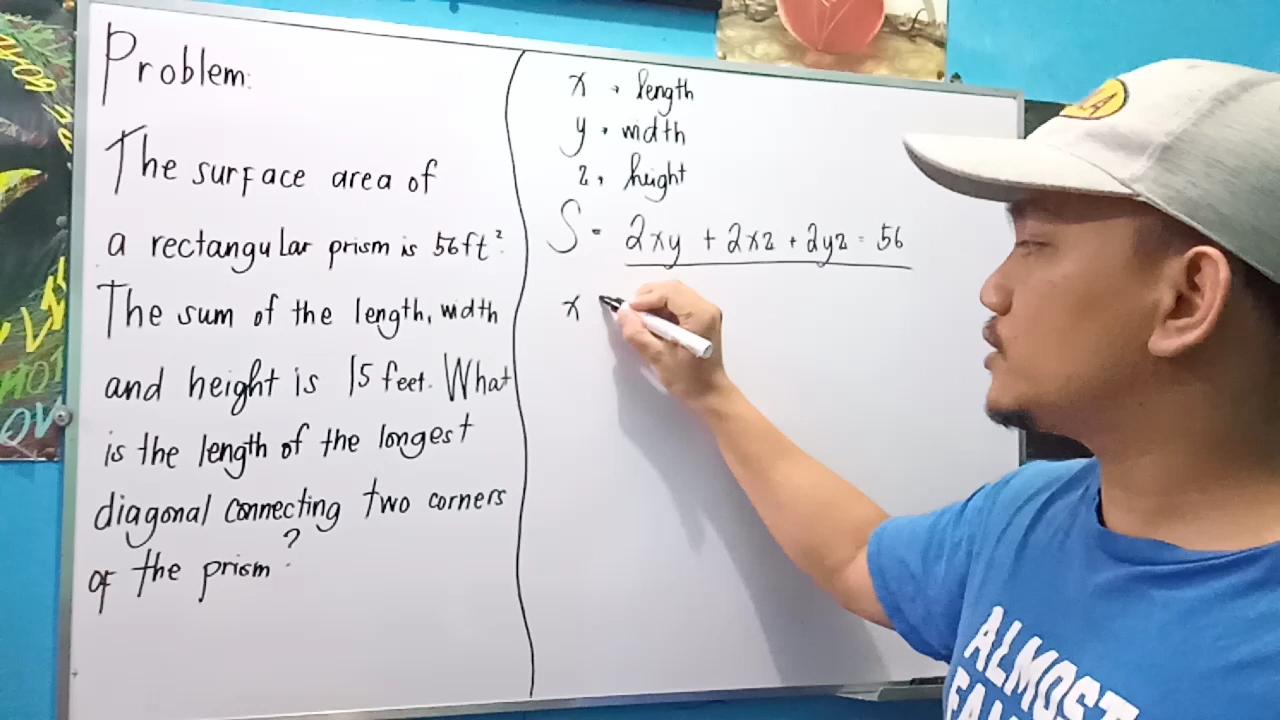 Problem:
The surface area of
a rectangular prism is 56ft².
The sum of the length, width
and height is 15 feet. What
is the length of the longest
diagonal connecting two corners
of the prism?
x , length
y , width
z , height
S = 2xy + 2xz + 2yz = 56
x
ALMOST